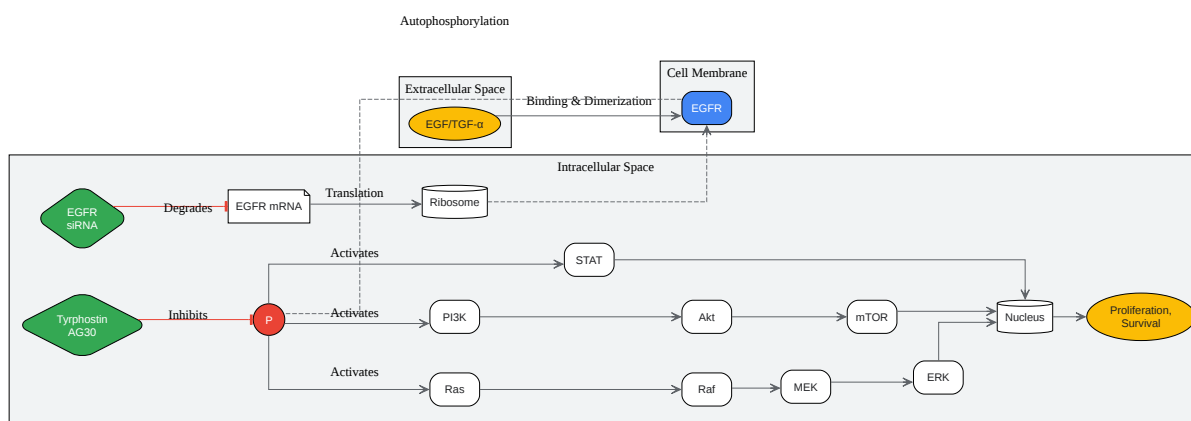 Autophosphorylation
Cell Membrane
Extracellular Space
Binding & Dimerization
EGFR
EGF/TGF-α
Intracellular Space
EGFR
siRNA
Degrades
EGFR mRNA
Translation
Ribosome
Activates
STAT
Tyrphostin
AG30
Inhibits
P
Activates
PI3K
Akt
mTOR
Nucleus
Proliferation,
Survival
Activates
Ras
Raf
MEK
ERK